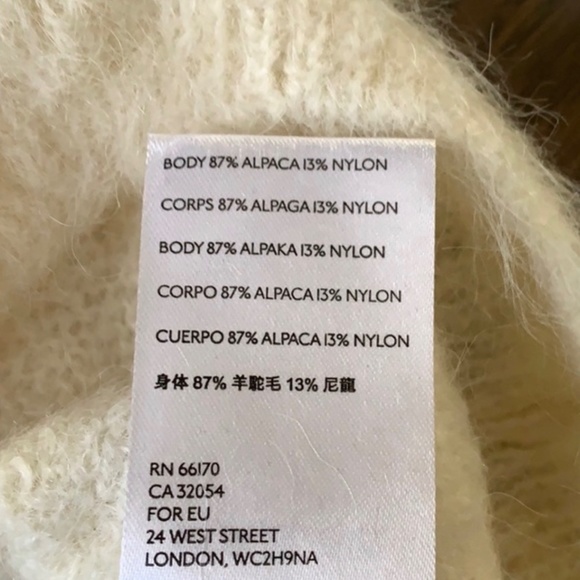 BODY 87% ALPACA 13% NYLON
CORPS 87% ALPAGA 13% NYLON
BODY 87% ALPAKA 13% NYLON
CORPO 87% ALPACA 13% NYLON
CUERPO 87% ALPACA 13% NYLON
身体 87% 羊駝毛 13% 尼龍
RN 66170
CA 32054
FOR EU
24 WEST STREET
LONDON, WC2H9NA